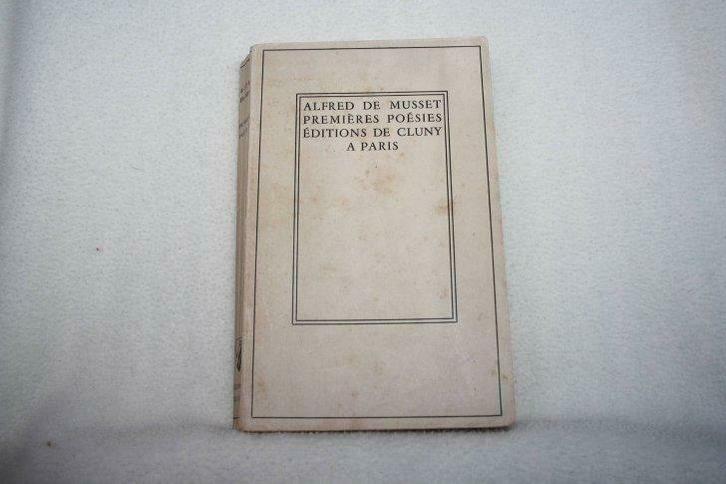 ALFRED DE MUSSET
PREMIÈRES POÉSIES
ÉDITIONS DE CLUNY
A PARIS